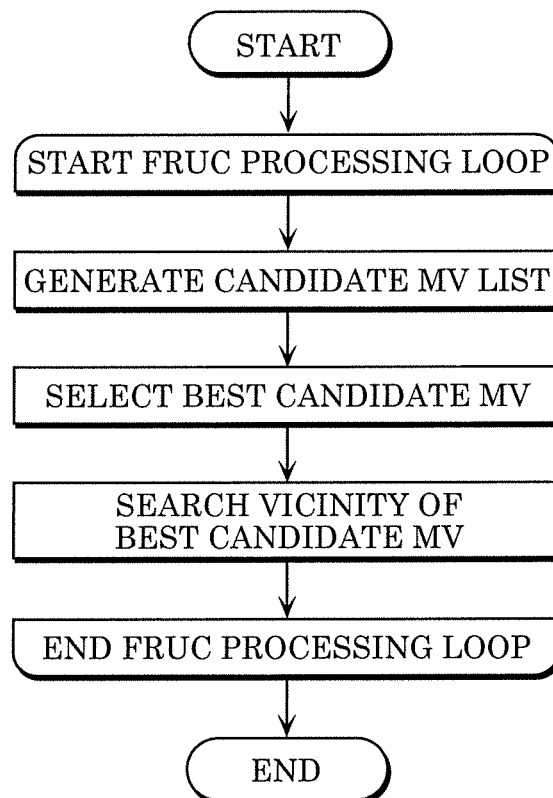 START
START FRUC PROCESSING LOOP
GENERATE CANDIDATE MV LIST
SELECT BEST CANDIDATE MV
SEARCH VICINITY OF
BEST CANDIDATE MV
END FRUC PROCESSING LOOP
END